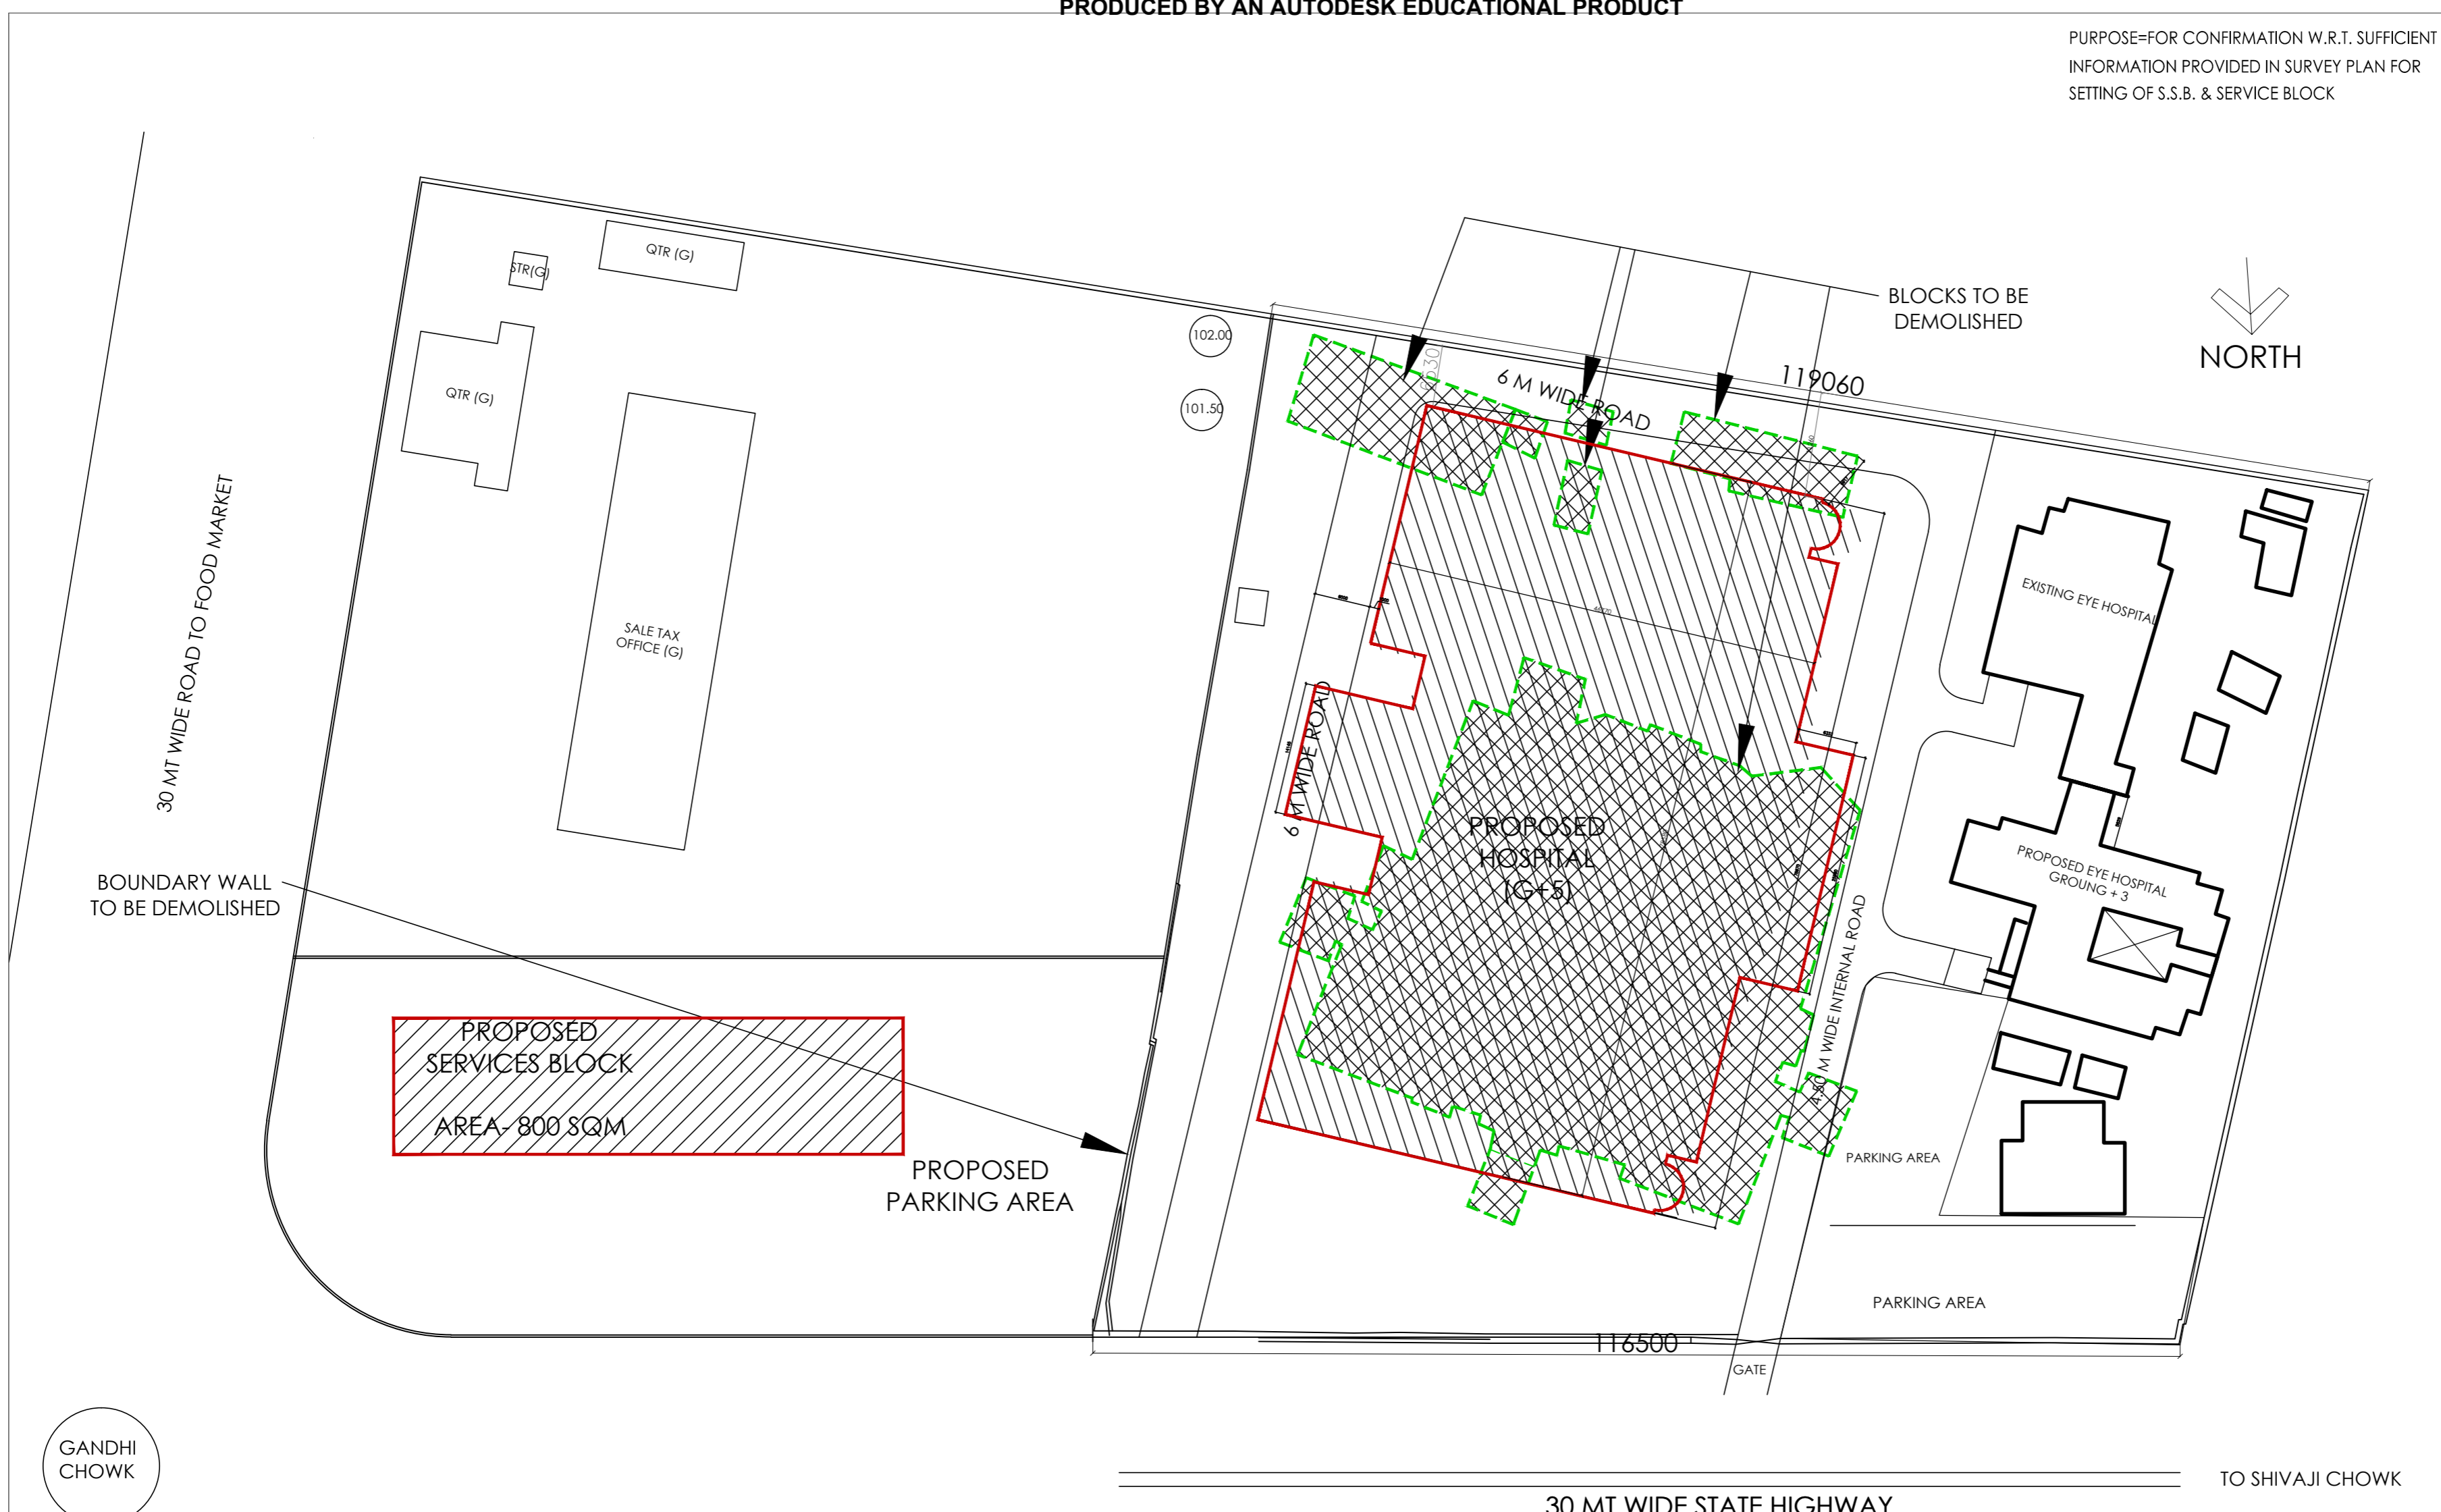 PRODUCED BY AN AUTODESK EDUCATIONAL PRODUCT
PURPOSE=FOR CONFIRMATION W.R.T. SUFFICIENT
INFORMATION PROVIDED IN SURVEY PLAN FOR
SETTING OF S.S.B. & SERVICE BLOCK
QTR (G)
STR(G)
QTR (G)
SALE TAX
OFFICE (G)
30 MT WIDE ROAD TO FOOD MARKET
102.00
101.50
BLOCKS TO BE
DEMOLISHED
NORTH
119060
6 M WIDE ROAD
EXISTING EYE HOSPITAL
6 M WIDE ROAD
PROPOSED
HOSPITAL
(G+5)
PROPOSED EYE HOSPITAL
GROUNG + 3
BOUNDARY WALL
TO BE DEMOLISHED
4.50 M WIDE INTERNAL ROAD
PROPOSED
SERVICES BLOCK
AREA- 800 SQM
PROPOSED
PARKING AREA
PARKING AREA
PARKING AREA
116500
GATE
GANDHI
CHOWK
TO SHIVAJI CHOWK
30 MT WIDE STATE HIGHWAY